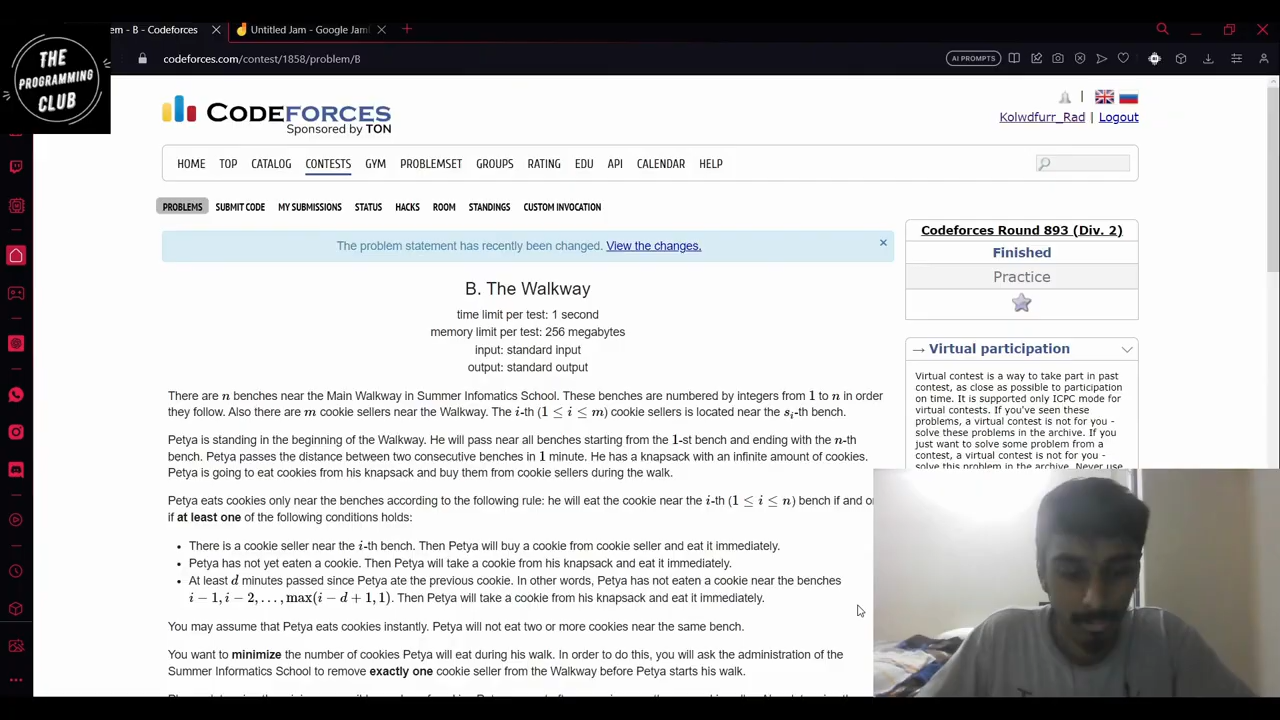 THE
PROGRAMMING
CLUB
em - B - Codeforces
Untitled Jam - Google Jam
codeforces.com/contest/1858/problem/B
AI PROMPTS
CODEFORCES
Sponsored by TON
Kolwdfurr_Rad | Logout
HOME TOP CATALOG CONTESTS GYM PROBLEMSET GROUPS RATING EDU API CALENDAR HELP
PROBLEMS SUBMIT CODE MY SUBMISSIONS STATUS HACKS ROOM STANDINGS CUSTOM INVOCATION
The problem statement has recently been changed. View the changes.
Codeforces Round 893 (Div. 2)
Finished
Practice
B. The Walkway
time limit per test: 1 second
memory limit per test: 256 megabytes
input: standard input
output: standard output
→ Virtual participation
Virtual contest is a way to take part in past
contest, as close as possible to participation
on time. It is supported only ICPC mode for
virtual contests. If you've seen these
problems, a virtual contest is not for you -
solve these problems in the archive. If you
just want to solve some problem from a
contest, a virtual contest is not for you -
solve this problem in the archive. Never use
There are n benches near the Main Walkway in Summer Infomatics School. These benches are numbered by integers from 1 to n in order
they follow. Also there are m cookie sellers near the Walkway. The i-th (1 ≤ i ≤ m) cookie sellers is located near the sᵢ-th bench.
Petya is standing in the beginning of the Walkway. He will pass near all benches starting from the 1-st bench and ending with the n-th
bench. Petya passes the distance between two consecutive benches in 1 minute. He has a knapsack with an infinite amount of cookies.
Petya is going to eat cookies from his knapsack and buy them from cookie sellers during the walk.
Petya eats cookies only near the benches according to the following rule: he will eat the cookie near the i-th (1 ≤ i ≤ n) bench if and
if at least one of the following conditions holds:
• There is a cookie seller near the i-th bench. Then Petya will buy a cookie from cookie seller and eat it immediately.
• Petya has not yet eaten a cookie. Then Petya will take a cookie from his knapsack and eat it immediately.
• At least d minutes passed since Petya ate the previous cookie. In other words, Petya has not eaten a cookie near the benches
i − 1, i − 2, . . . , max(i − d + 1, 1). Then Petya will take a cookie from his knapsack and eat it immediately.
You may assume that Petya eats cookies instantly. Petya will not eat two or more cookies near the same bench.
You want to minimize the number of cookies Petya will eat during his walk. In order to do this, you will ask the administration of the
Summer Informatics School to remove exactly one cookie seller from the Walkway before Petya starts his walk.